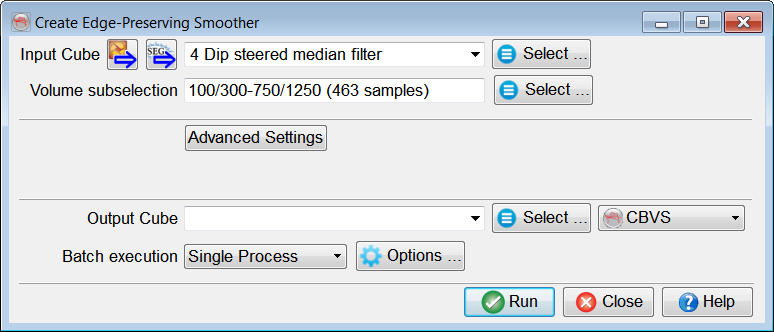 Create Edge-Preserving Smoother
Input Cube SEG 4 Dip steered median filter Select ...
Volume subselection 100/300-750/1250 (463 samples) Select ...
Advanced Settings
Output Cube Select ... CBVS
Batch execution Single Process Options ...
Run Close Help